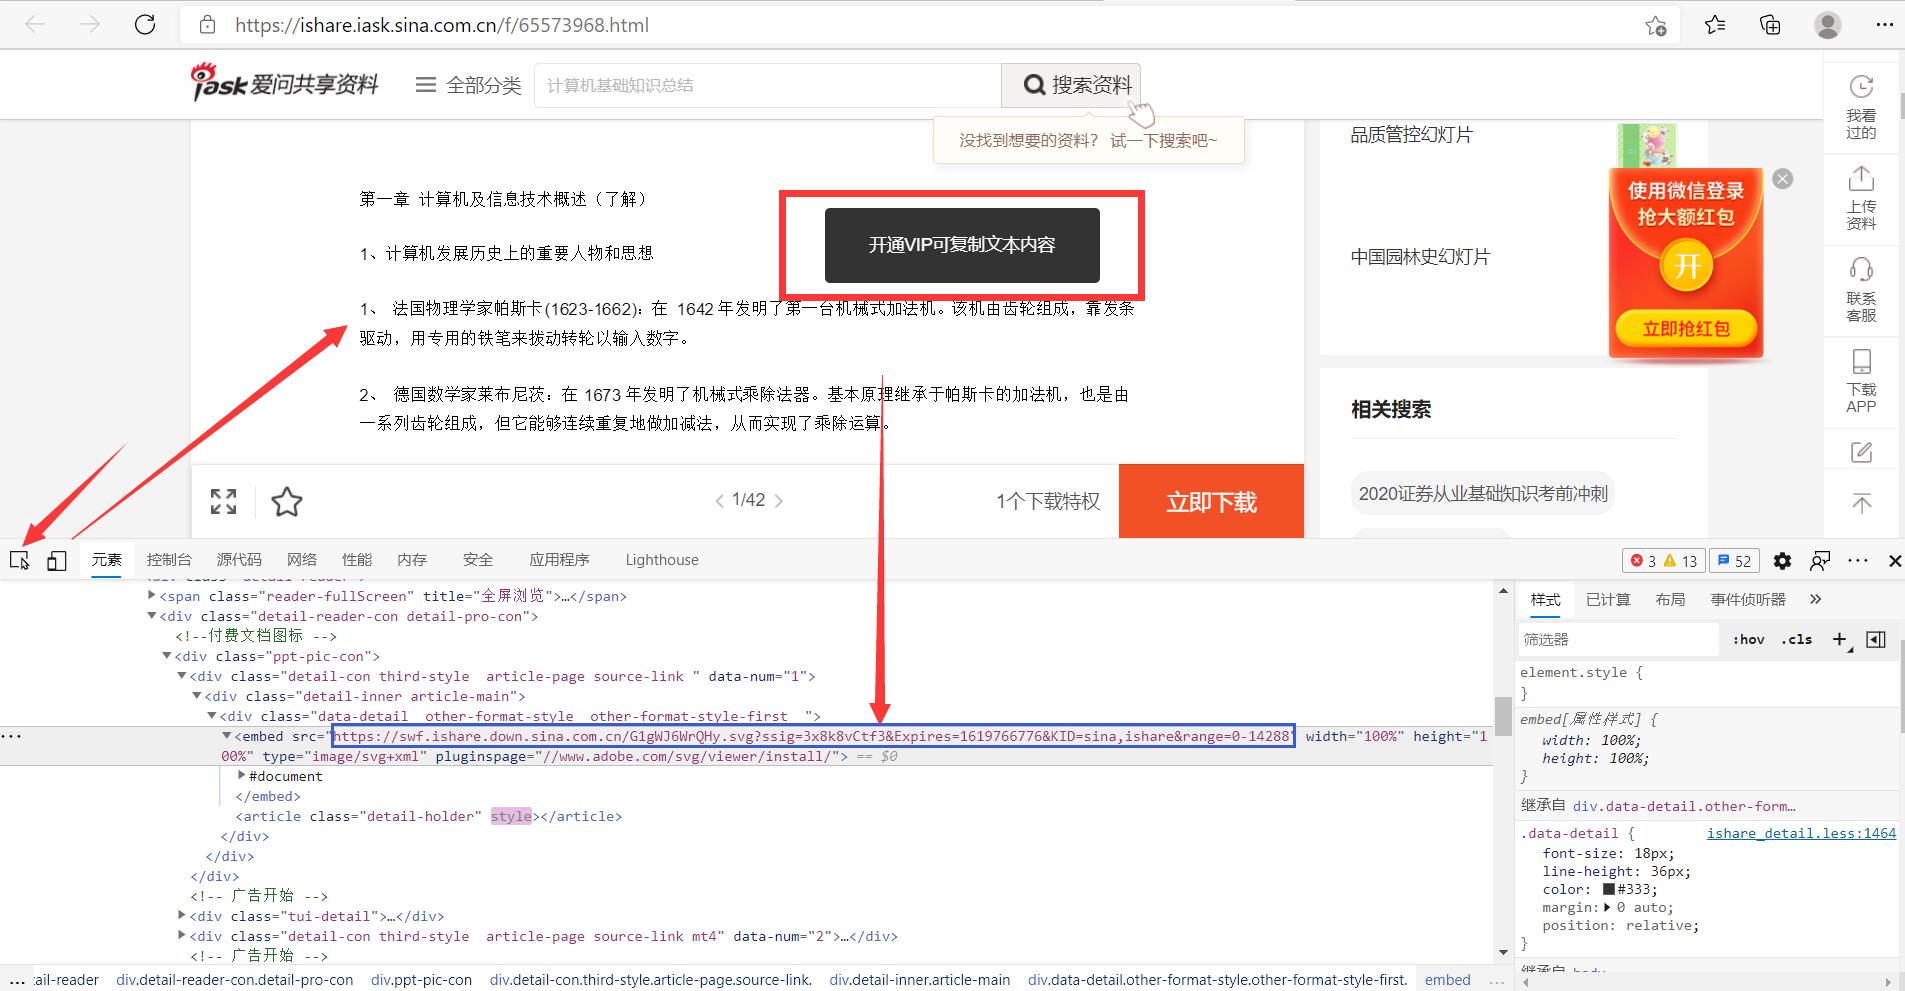 https://ishare.iask.sina.com.cn/f/65573968.html
iask 爱问共享资料
全部分类
计算机基础知识总结
搜索资料
没找到想要的资料？ 试一下搜索吧~
第一章 计算机及信息技术概述（了解）
1、计算机发展历史上的重要人物和思想
开通VIP可复制文本内容
1、 法国物理学家帕斯卡(1623-1662)：在 1642 年发明了第一台机械式加法机。该机由齿轮组成，靠发条
驱动，用专用的铁笔来拨动转轮以输入数字。
2、 德国数学家莱布尼茨：在 1673 年发明了机械式乘除法器。基本原理继承于帕斯卡的加法机，也是由
一系列齿轮组成，但它能够连续重复地做加减法，从而实现了乘除运算。
1/42
1个下载特权
立即下载
品质管控幻灯片
中国园林史幻灯片
使用微信登录
抢大额红包
开
立即抢红包
相关搜索
2020证券从业基础知识考前冲刺
我看
过的
上传
资料
联系
客服
下载
APP
元素 控制台 源代码 网络 性能 内存 安全 应用程序 Lighthouse
3 13 52
<span class="reader-fullScreen" title="全屏浏览">…</span>
<div class="detail-reader-con detail-pro-con">
<!--付费文档图标 -->
<div class="ppt-pic-con">
<div class="detail-con third-style  article-page source-link " data-num="1">
<div class="detail-inner article-main">
<div class="data-detail  other-format-style  other-format-style-first  ">
<embed src="https://swf.ishare.down.sina.com.cn/G1gWJ6WrQHy.svg?ssig=3x8k8vCtf3&Expires=1619766776&KID=sina,ishare&range=0-14288" width="100%" height="1
00%" type="image/svg+xml" pluginspage="//www.adobe.com/svg/viewer/install/"> == $0
#document
</embed>
<article class="detail-holder" style></article>
</div>
</div>
</div>
<!-- 广告开始 -->
<div class="tui-detail">…</div>
<div class="detail-con third-style  article-page source-link mt4" data-num="2">…</div>
<!-- 广告开始 -->
… tail-reader div.detail-reader-con.detail-pro-con div.ppt-pic-con div.detail-con.third-style.article-page.source-link. div.detail-inner.article-main div.data-detail.other-format-style.other-format-style-first. embed …
样式 已计算 布局 事件侦听器 »
筛选器 :hov .cls +
element.style {
}
embed[属性样式] {
width: 100%;
height: 100%;
}
继承自 div.data-detail.other-form…
.data-detail { ishare_detail.less:1464
font-size: 18px;
line-height: 36px;
color: #333;
margin: 0 auto;
position: relative;
}